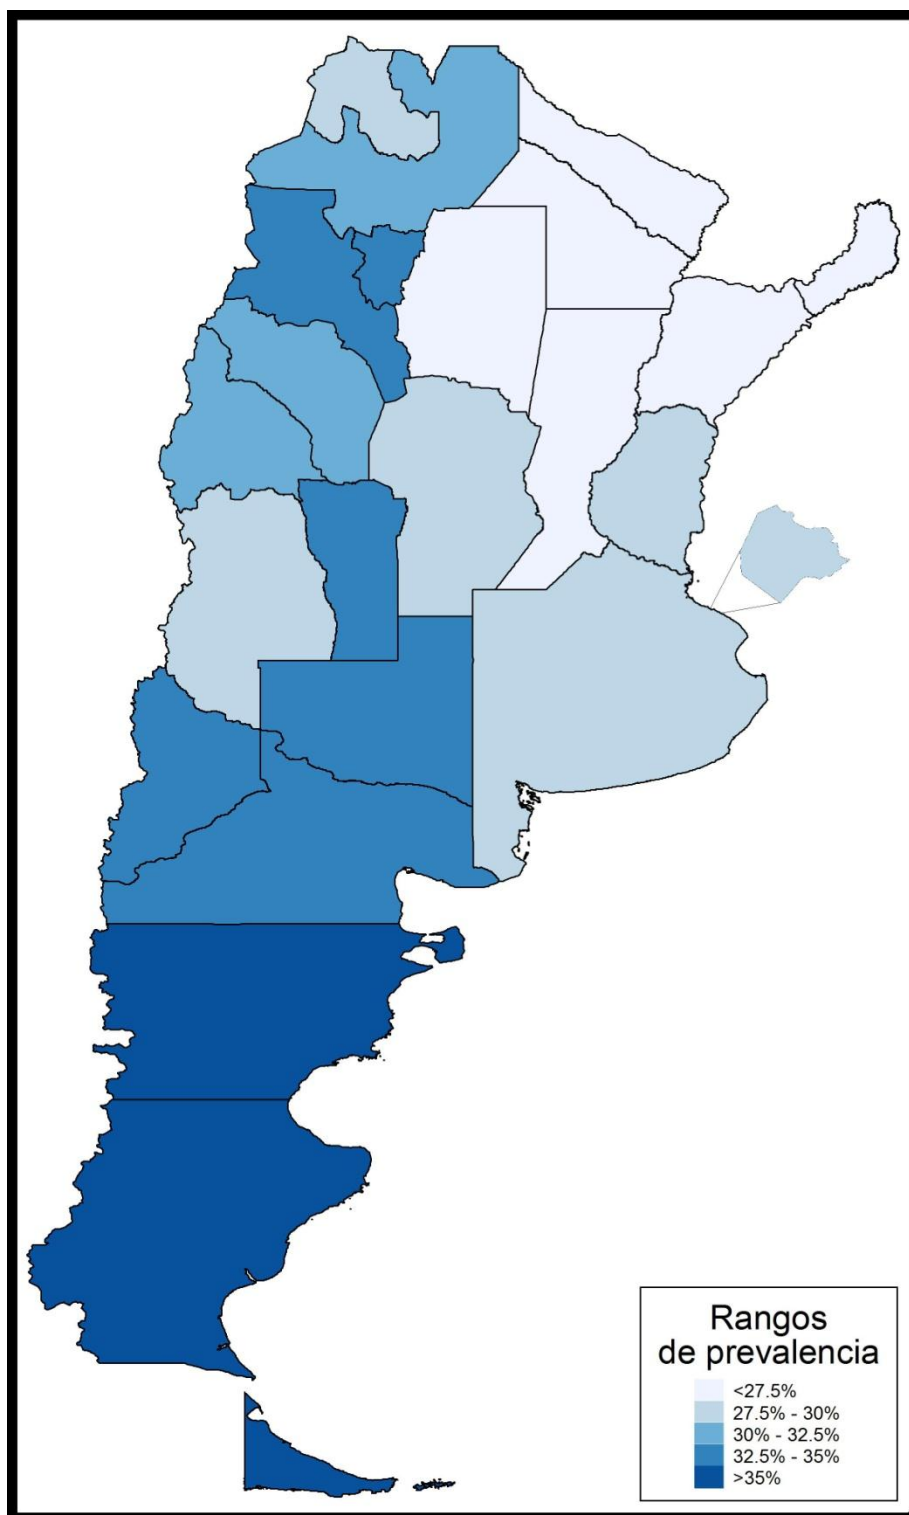 Rangos
de prevalencia
<27.5%
27.5% - 30%
30% - 32.5%
32.5% - 35%
>35%